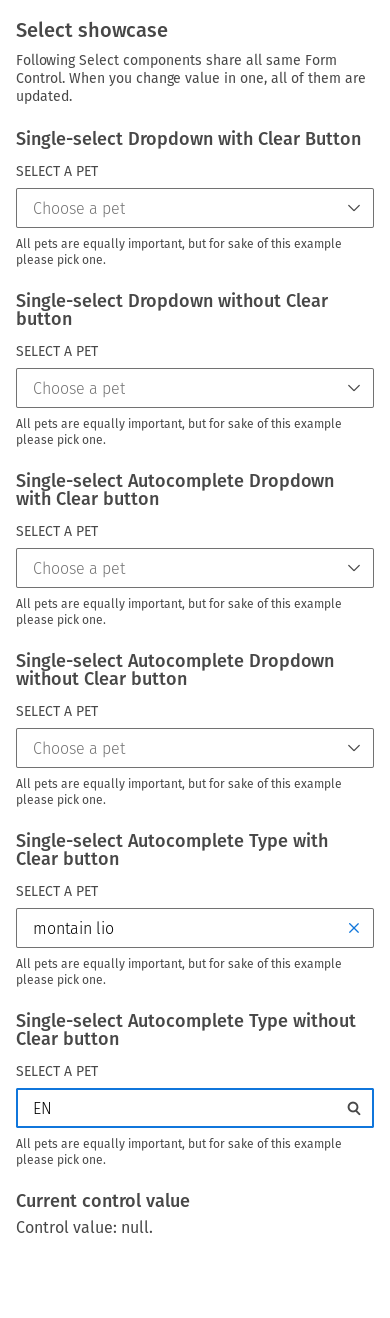 Select showcase
Following Select components share all same Form
Control. When you change value in one, all of them are
updated.
Single-select Dropdown with Clear Button
SELECT A PET
Choose a pet
All pets are equally important, but for sake of this example
please pick one.
Single-select Dropdown without Clear
button
SELECT A PET
Choose a pet
All pets are equally important, but for sake of this example
please pick one.
Single-select Autocomplete Dropdown
with Clear button
SELECT A PET
Choose a pet
All pets are equally important, but for sake of this example
please pick one.
Single-select Autocomplete Dropdown
without Clear button
SELECT A PET
Choose a pet
All pets are equally important, but for sake of this example
please pick one.
Single-select Autocomplete Type with
Clear button
SELECT A PET
montain lio
All pets are equally important, but for sake of this example
please pick one.
Single-select Autocomplete Type without
Clear button
SELECT A PET
EN
All pets are equally important, but for sake of this example
please pick one.
Current control value
Control value: null.